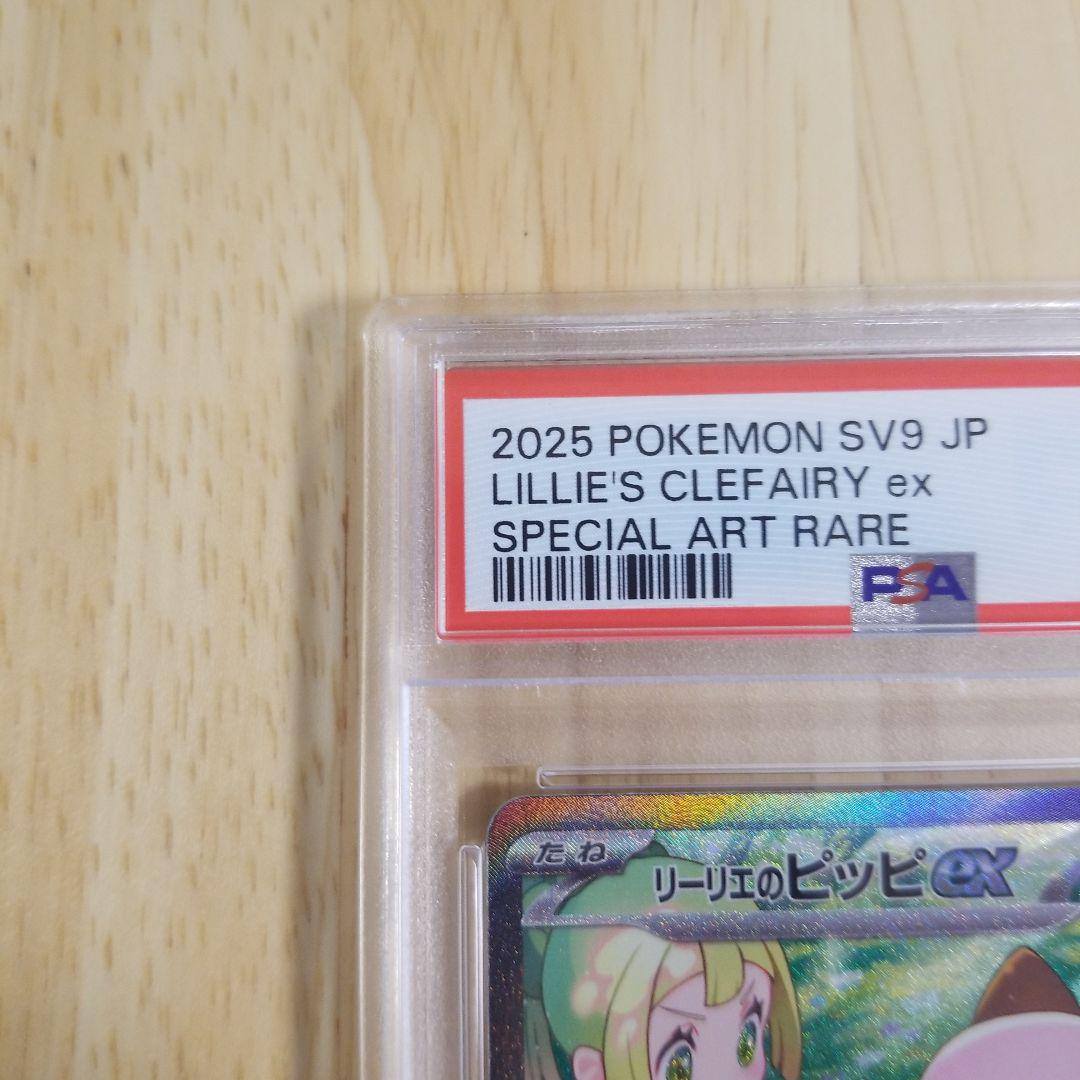 2025 POKEMON SV9 JP
LILLIE'S CLEFAIRY ex
SPECIAL ART RARE
PSA
たね
リーリエのピッピex